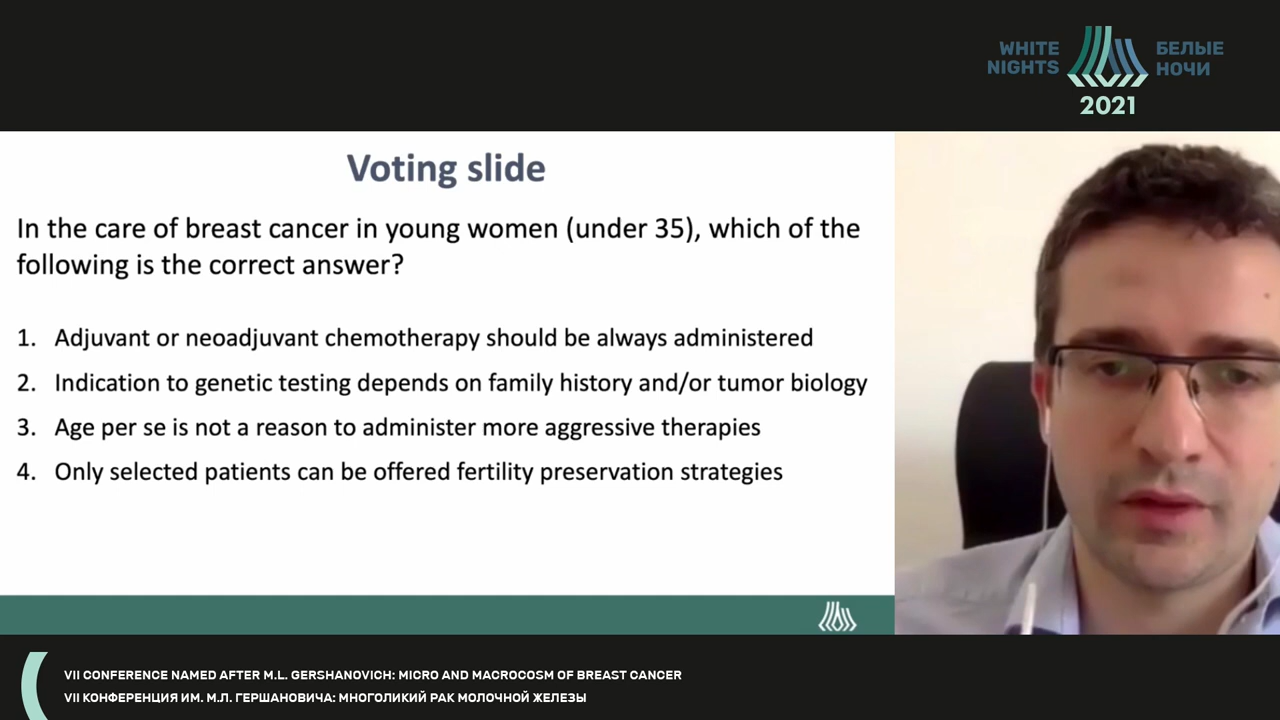 WHITE
NIGHTS
БЕЛЫЕ
НОЧИ
2021
Voting slide
In the care of breast cancer in young women (under 35), which of the
following is the correct answer?
1. Adjuvant or neoadjuvant chemotherapy should be always administered
2. Indication to genetic testing depends on family history and/or tumor biology
3. Age per se is not a reason to administer more aggressive therapies
4. Only selected patients can be offered fertility preservation strategies
VII CONFERENCE NAMED AFTER M.L. GERSHANOVICH: MICRO AND MACROCOSM OF BREAST CANCER
VII КОНФЕРЕНЦИЯ ИМ. М.Л. ГЕРШАНОВИЧА: МНОГОЛИКИЙ РАК МОЛОЧНОЙ ЖЕЛЕЗЫ